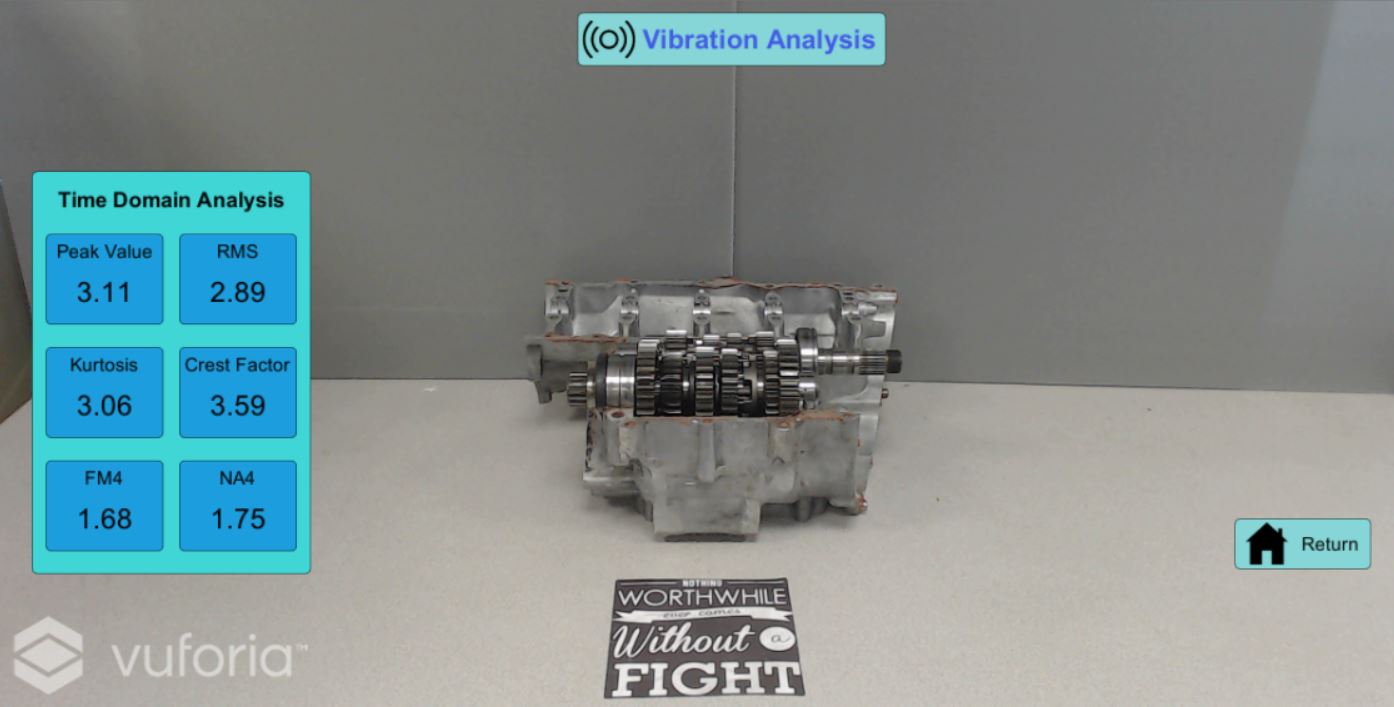 Vibration Analysis
Time Domain Analysis
Peak Value
3.11
RMS
2.89
Kurtosis
3.06
Crest Factor
3.59
FM4
1.68
NA4
1.75
Return
NOTHING
WORTHWHILE
ever comes
Without a
FIGHT
vuforia™